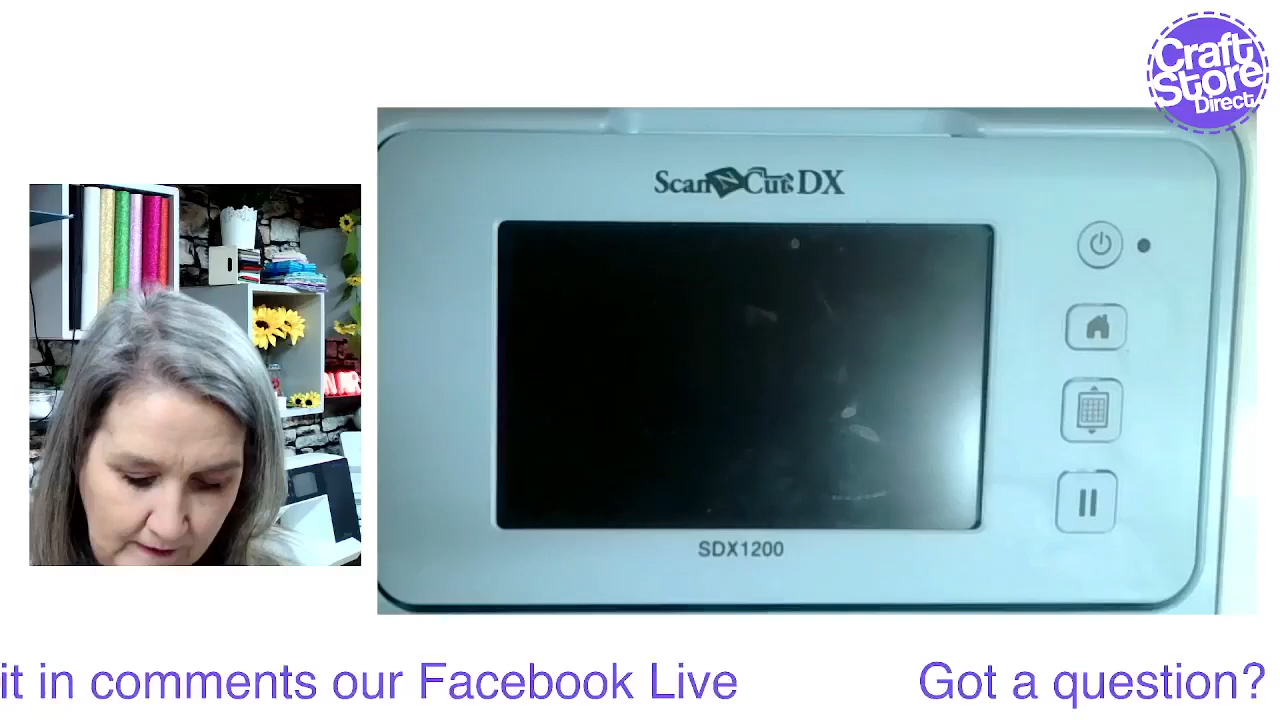 Craft
Store
Direct
ScanNCut DX
SDX1200
it in comments our Facebook Live
Got a question?